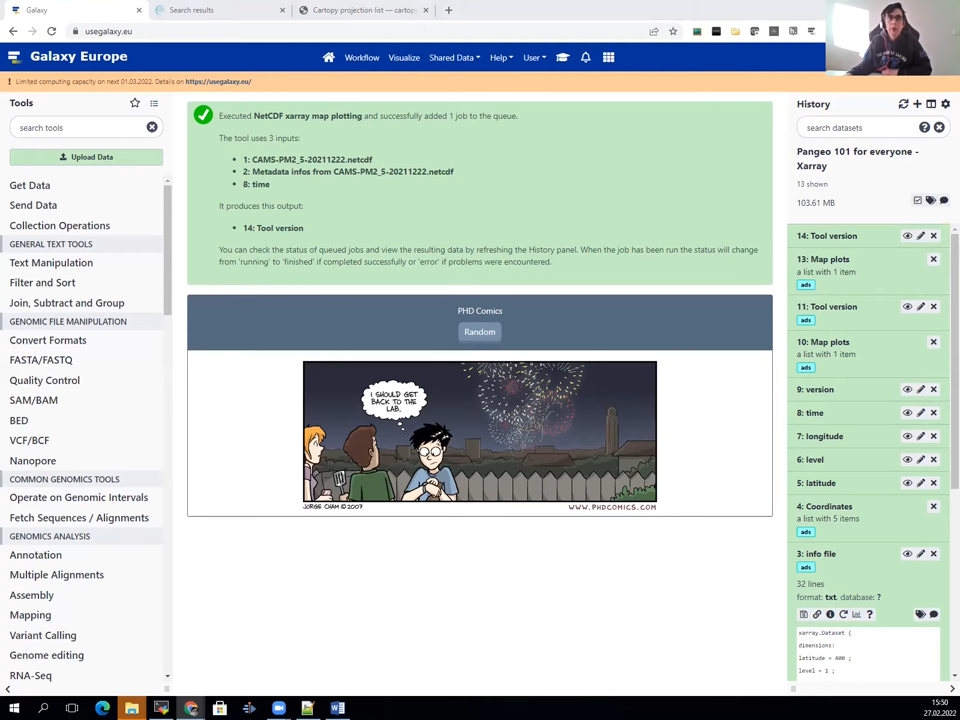 Galaxy
Search results
Cartopy projection list — cartop
usegalaxy.eu
Galaxy Europe
Workflow
Visualize
Shared Data
Help
User
Limited computing capacity on next 01.03.2022. Details on https://usegalaxy.eu/
Tools
search tools
Upload Data
Get Data
Send Data
Collection Operations
GENERAL TEXT TOOLS
Text Manipulation
Filter and Sort
Join, Subtract and Group
GENOMIC FILE MANIPULATION
Convert Formats
FASTA/FASTQ
Quality Control
SAM/BAM
BED
VCF/BCF
Nanopore
COMMON GENOMICS TOOLS
Operate on Genomic Intervals
Fetch Sequences / Alignments
GENOMICS ANALYSIS
Annotation
Multiple Alignments
Assembly
Mapping
Variant Calling
Genome editing
RNA-Seq
Executed NetCDF xarray map plotting and successfully added 1 job to the queue.
The tool uses 3 inputs:
1: CAMS-PM2_5-20211222.netcdf
2: Metadata infos from CAMS-PM2_5-20211222.netcdf
8: time
It produces this output:
14: Tool version
You can check the status of queued jobs and view the resulting data by refreshing the History panel. When the job has been run the status will change
from 'running' to 'finished' if completed successfully or 'error' if problems were encountered.
PHD Comics
Random
I SHOULD GET
BACK TO THE
LAB.
JORGE CHAM © 2007
WWW.PHDCOMICS.COM
History
search datasets
Pangeo 101 for everyone -
Xarray
13 shown
103.61 MB
14: Tool version
13: Map plots
a list with 1 item
ads
11: Tool version
ads
10: Map plots
a list with 1 item
ads
9: version
8: time
7: longitude
6: level
5: latitude
4: Coordinates
a list with 5 items
ads
3: info file
ads
32 lines
format: txt, database: ?
xarray.Dataset {
dimensions:
latitude = 400 ;
level = 1 ;
15:50
27.02.2022